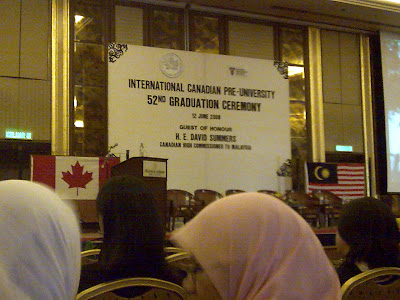 INTERNATIONAL CANADIAN PRE-UNIVERSITY
52ND GRADUATION CEREMONY
12 JUNE 2008
GUEST OF HONOUR
H. E. DAVID SUMMERS
CANADIAN HIGH COMMISSIONER TO MALAYSIA